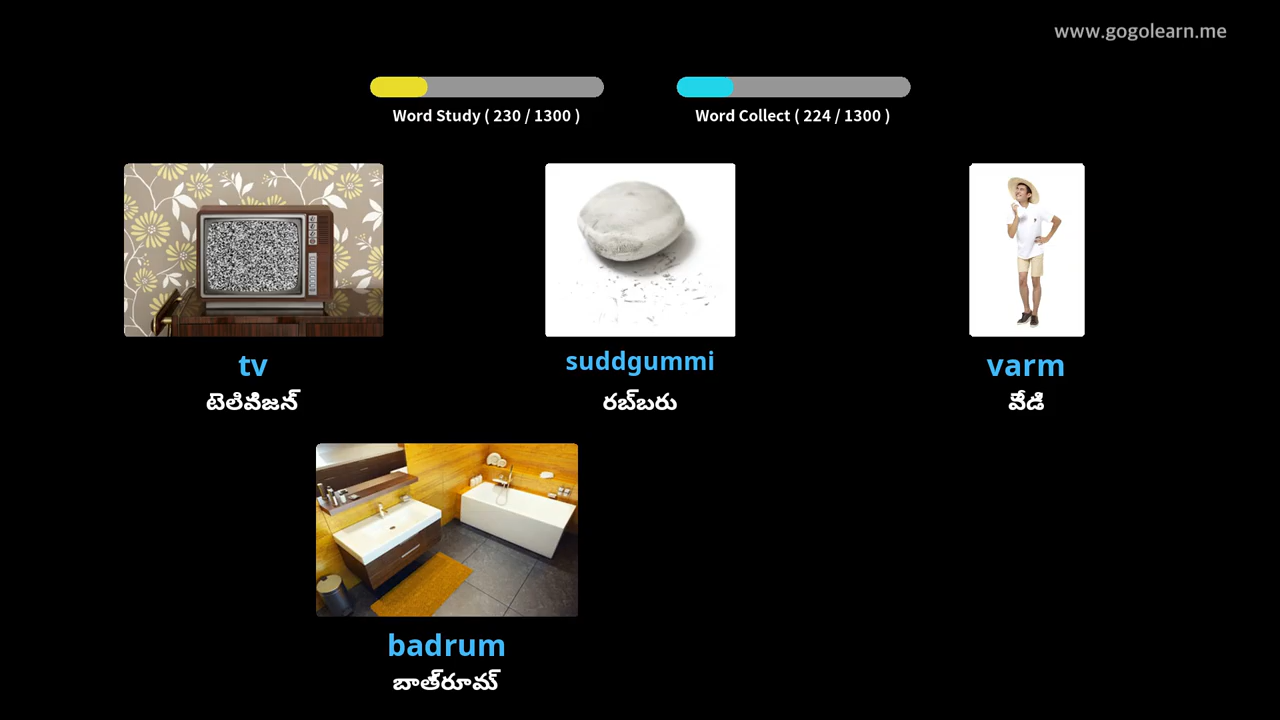 www.gogolearn.me
Word Study ( 230 / 1300 )
Word Collect ( 224 / 1300 )
tv
టెలివిజన్
suddgummi
రబ్బరు
varm
వేడి
badrum
బాత్రూమ్